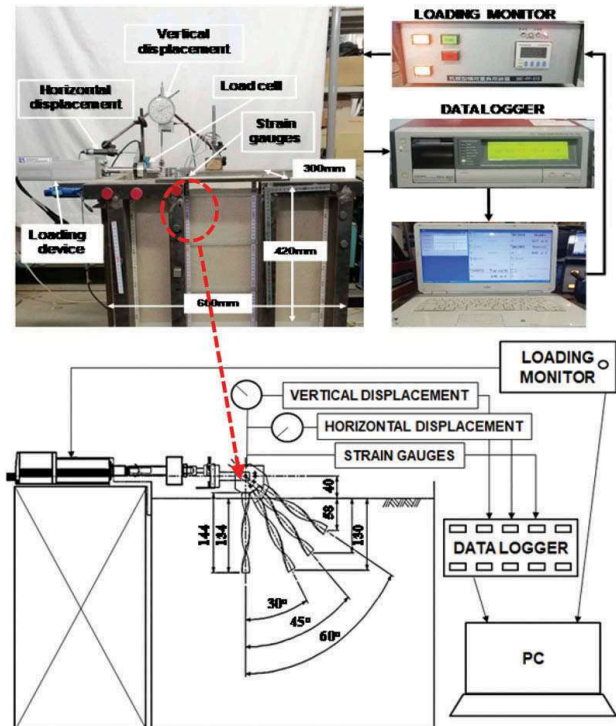 Vertical
displacement
Horizontal
displacement
Load cell
Strain
gauges
300mm
Loading
device
420mm
660mm
LOADING MONITOR
DATALOGGER
LOADING
MONITOR
VERTICAL DISPLACEMENT
HORIZONTAL DISPLACEMENT
STRAIN GAUGES
40
58
144
134
130
30°
45°
60°
DATA LOGGER
PC